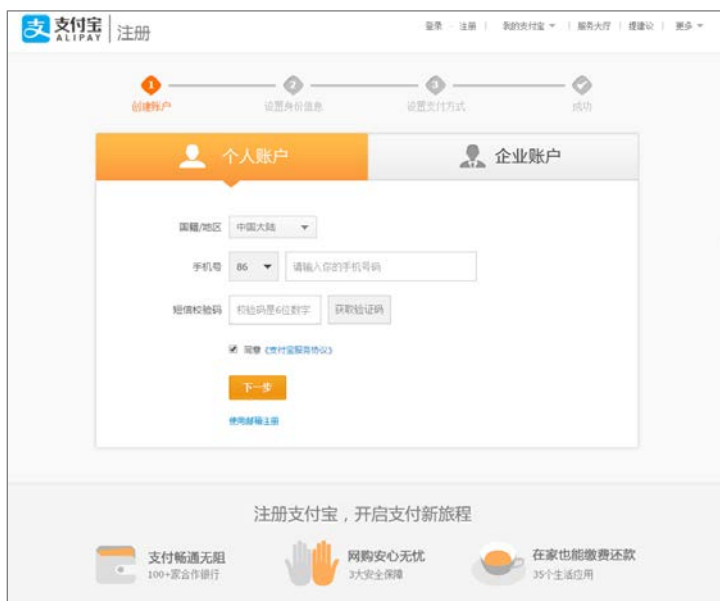 支付宝 ALIPAY 注册
登录 - 注册 | 我的支付宝 | 服务大厅 | 提建议 | 更多
1 2 3
创建账户 设置身份信息 设置支付方式 成功
个人账户 企业账户
国籍/地区 中国大陆
手机号 86 请输入你的手机号码
短信校验码 校验码是6位数字 获取验证码
同意《支付宝服务协议》
下一步
使用邮箱注册
注册支付宝，开启支付新旅程
支付畅通无阻 网购安心无忧 在家也能缴费还款
100+家合作银行 3大安全保障 35个生活应用